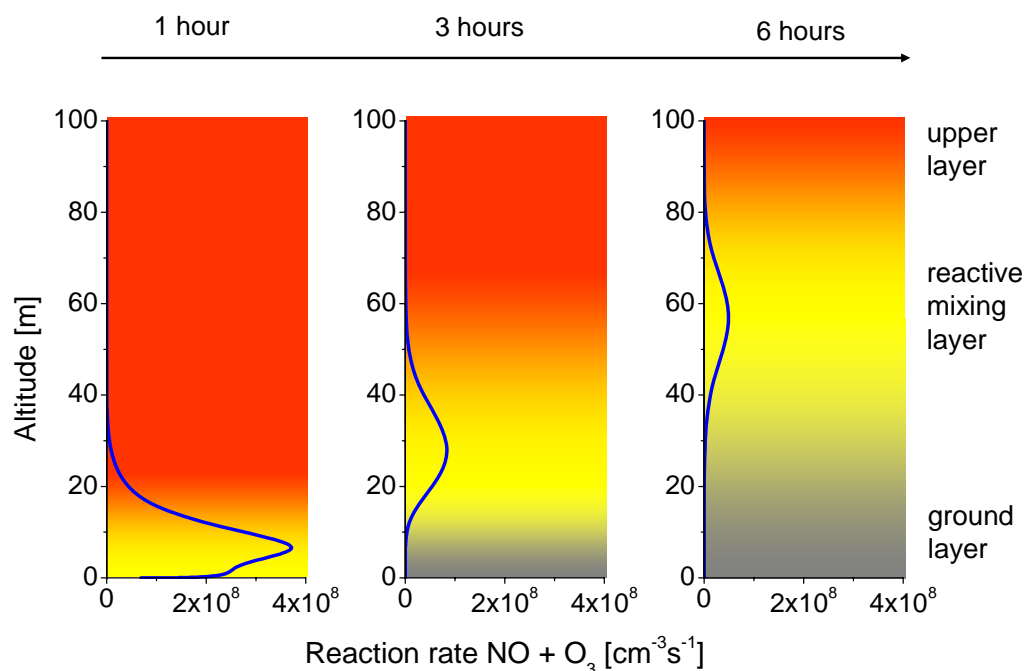 1 hour
3 hours
6 hours
100
80
60
40
20
0
0
2x10⁸
4x10⁸
100
80
60
40
20
0
0
2x10⁸
4x10⁸
100
80
60
40
20
0
0
2x10⁸
4x10⁸
upper
layer
reactive
mixing
layer
ground
layer
Altitude [m]
Reaction rate NO + O₃ [cm⁻³s⁻¹]